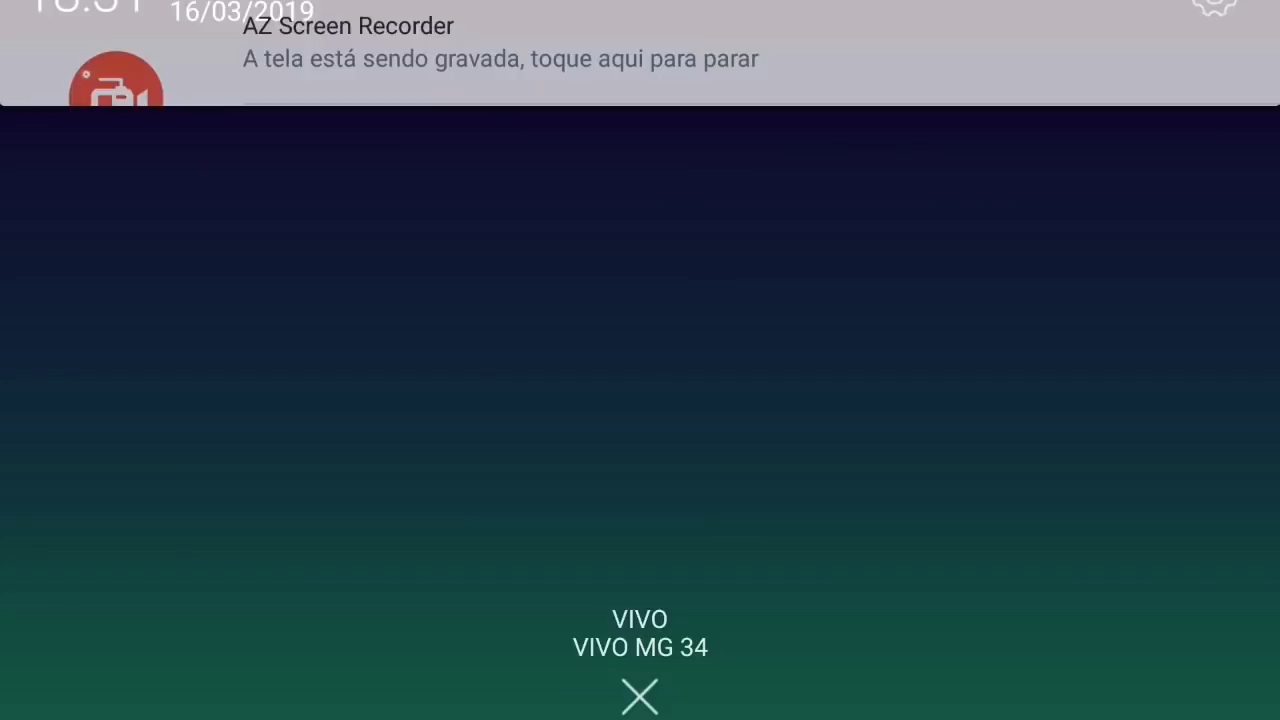 16/03/2019
AZ Screen Recorder
A tela está sendo gravada, toque aqui para parar
VIVO
VIVO MG 34